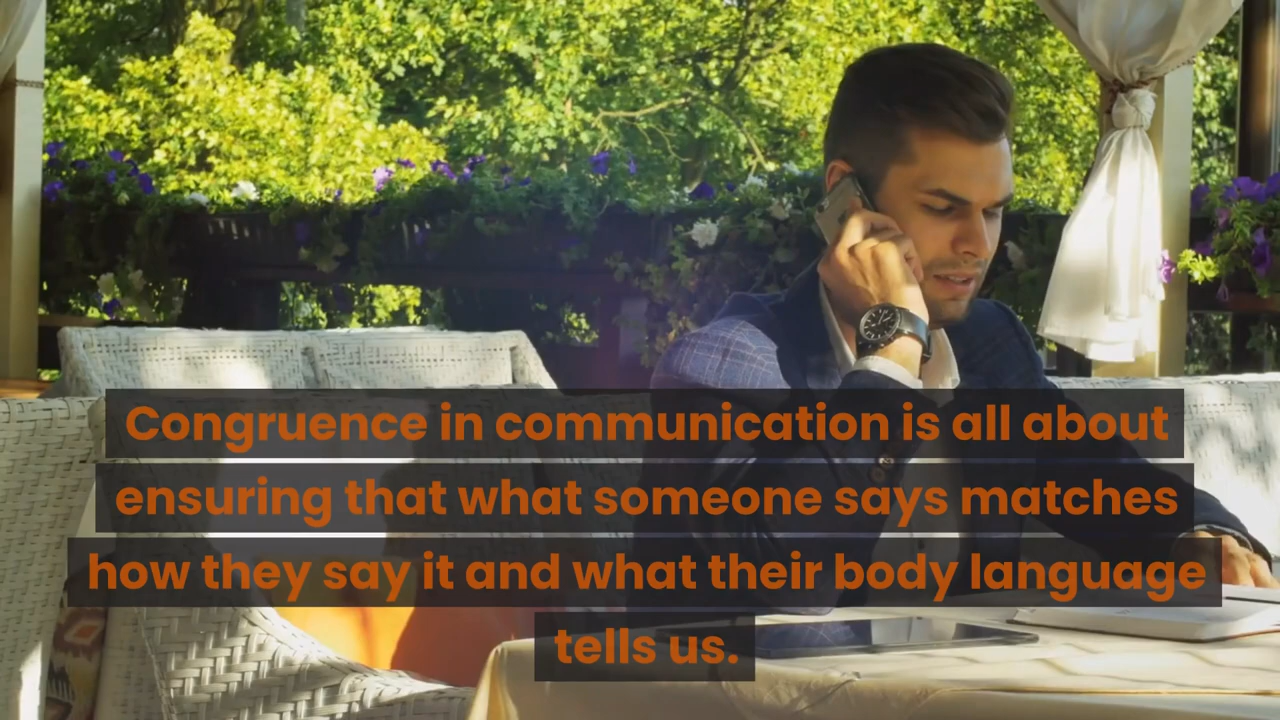 Congruence in communication is all about
ensuring that what someone says matches
how they say it and what their body language
tells us.